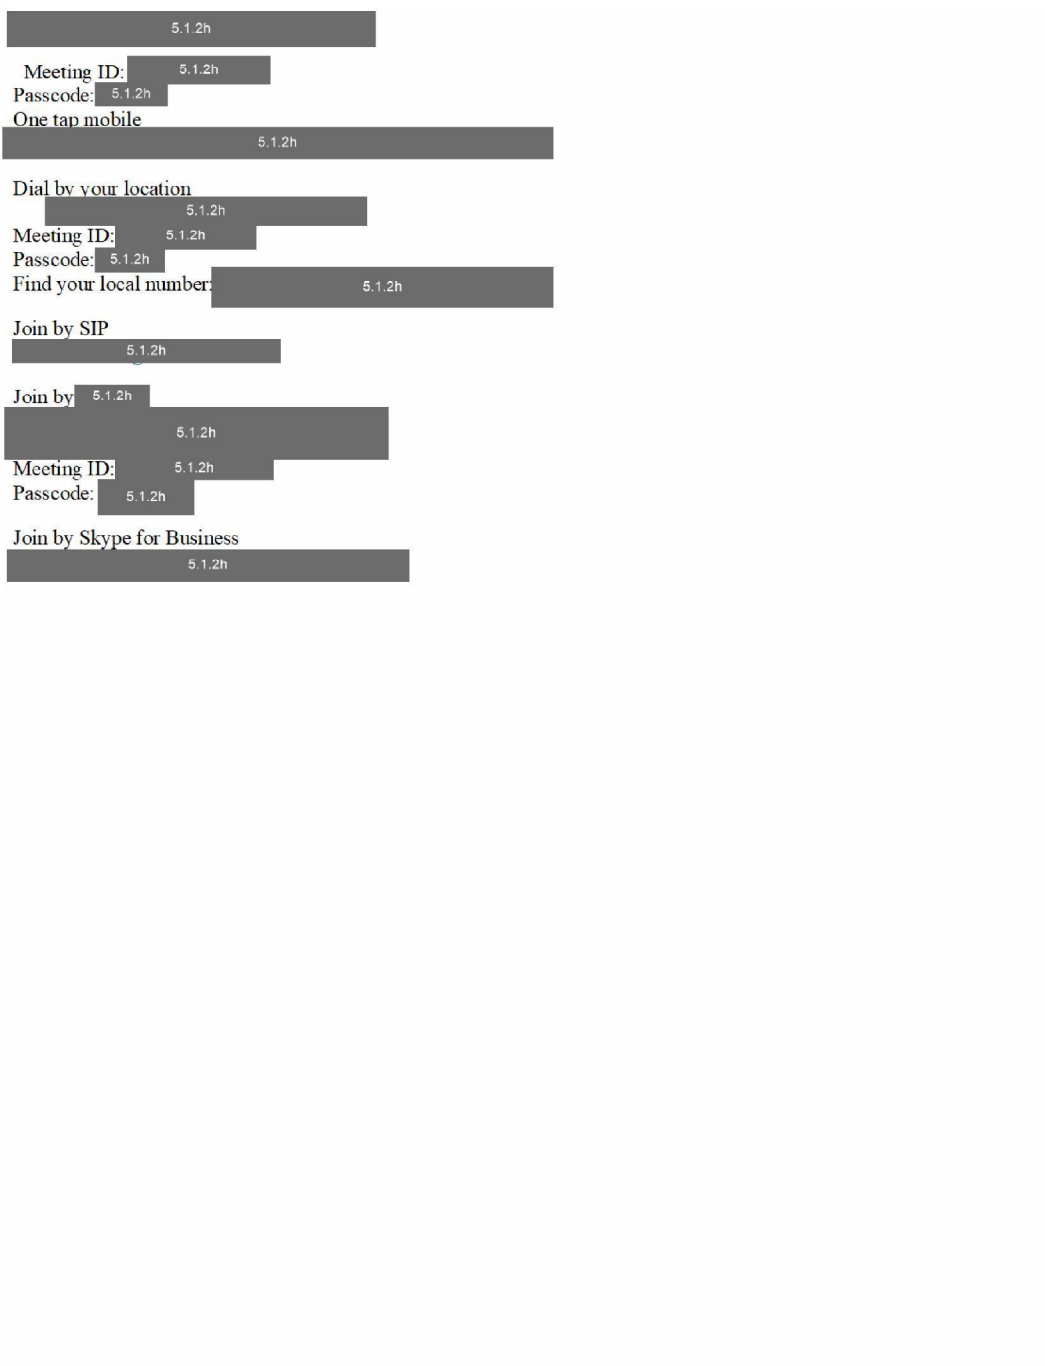 5.1.2h
Meeting ID: 5.1.2h
Passcode: 5.1.2h
One tap mobile
5.1.2h
Dial by your location
5.1.2h
Meeting ID: 5.1.2h
Passcode: 5.1.2h
Find your local number: 5.1.2h
Join by SIP
5.1.2h
Join by 5.1.2h
5.1.2h
Meeting ID: 5.1.2h
Passcode: 5.1.2h
Join by Skype for Business
5.1.2h